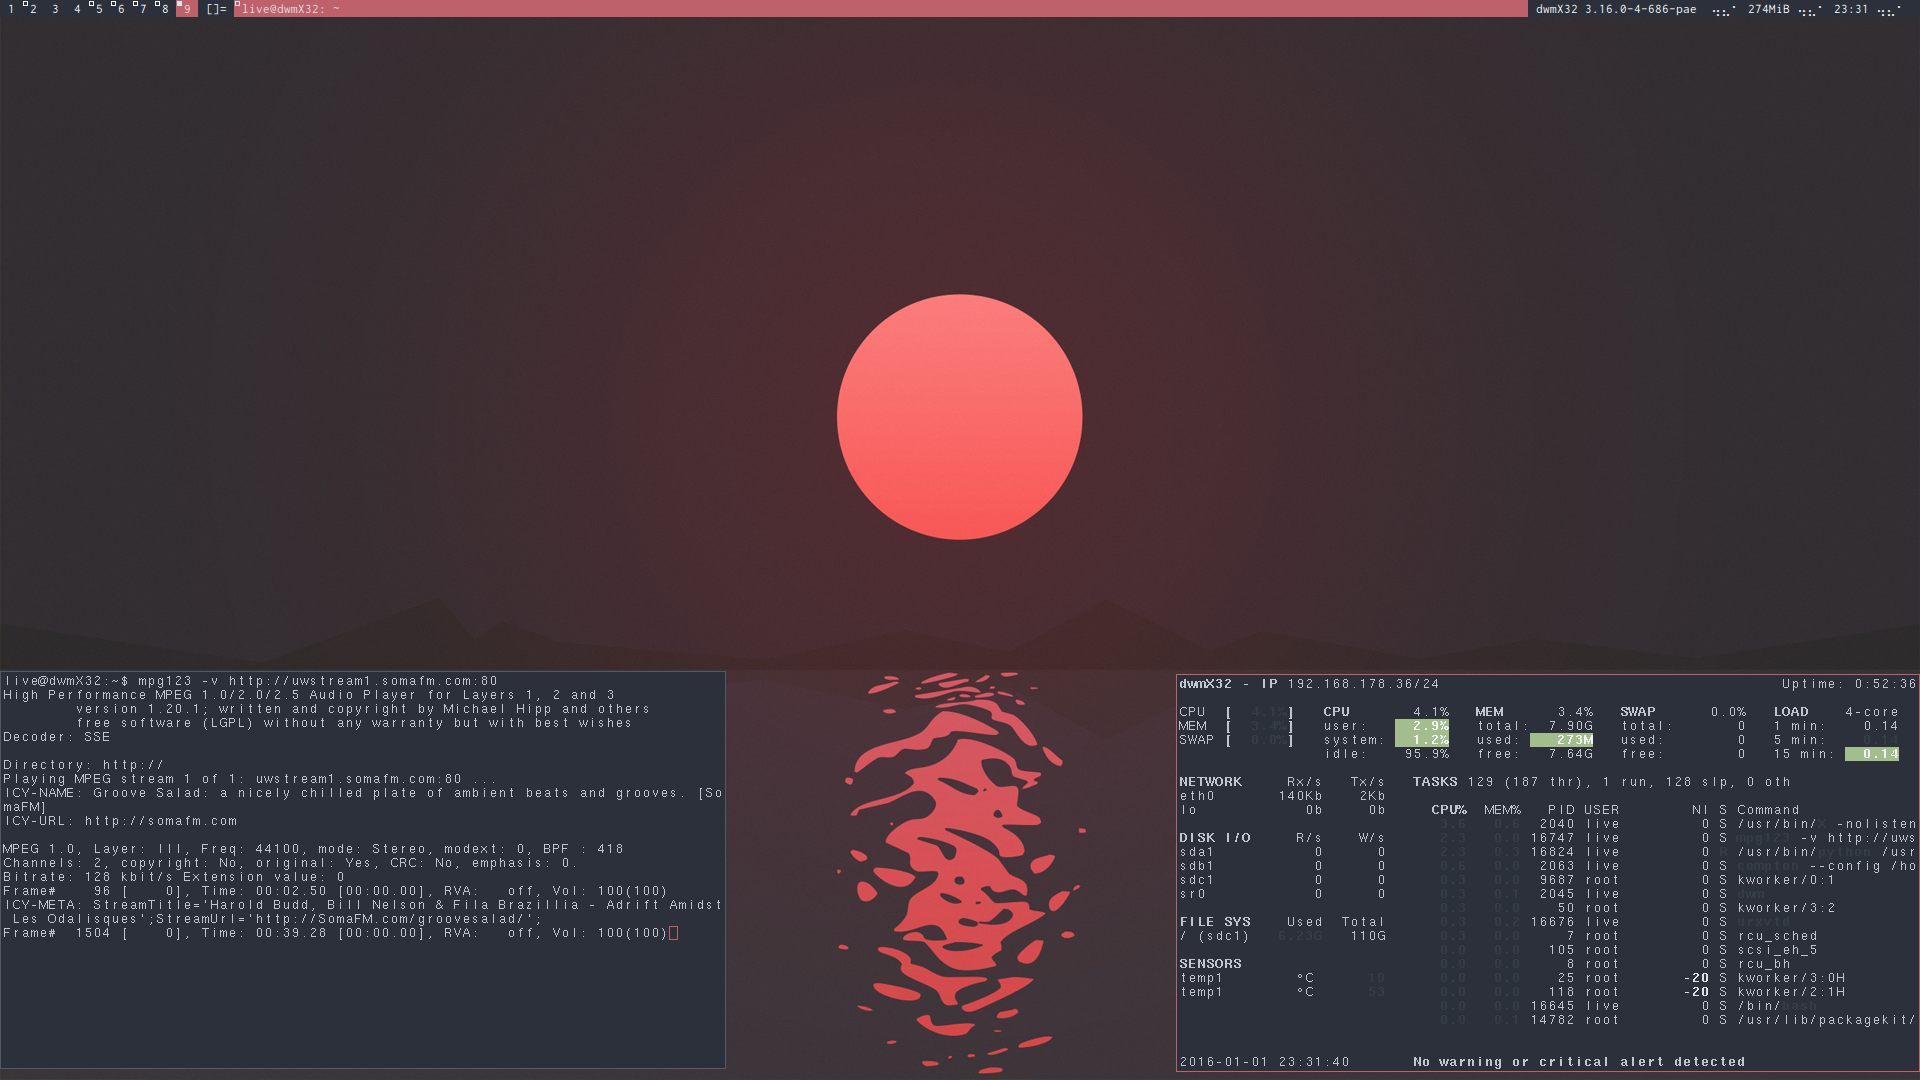 1 2 3 4 5 6 7 8 9 []= live@dwmX32: ~ dwmX32 3.16.0-4-686-pae 274MiB 23:31
live@dwmX32:~$ mpg123 -v http://uwstream1.somafm.com:80
High Performance MPEG 1.0/2.0/2.5 Audio Player for Layers 1, 2 and 3
version 1.20.1; written and copyright by Michael Hipp and others
free software (LGPL) without any warranty but with best wishes
Decoder: SSE
Directory: http://
Playing MPEG stream 1 of 1: uwstream1.somafm.com:80 ...
ICY-NAME: Groove Salad: a nicely chilled plate of ambient beats and grooves. [So
maFM]
ICY-URL: http://somafm.com
MPEG 1.0, Layer: III, Freq: 44100, mode: Stereo, modext: 0, BPF : 418
Channels: 2, copyright: No, original: Yes, CRC: No, emphasis: 0.
Bitrate: 128 kbit/s Extension value: 0
Frame# 96 [ 0], Time: 00:02.50 [00:00.00], RVA: off, Vol: 100(100)
ICY-META: StreamTitle='Harold Budd, Bill Nelson & Fila Brazillia - Adrift Amidst
Les Odalisques';StreamUrl='http://SomaFM.com/groovesalad/';
Frame# 1504 [ 0], Time: 00:39.28 [00:00.00], RVA: off, Vol: 100(100)
dwmX32 - IP 192.168.178.36/24 Uptime: 0:52:36
CPU [ 4.1%] CPU 4.1% MEM 3.4% SWAP 0.0% LOAD 4-core
MEM [ 3.4%] user: 2.9% total: 7.90G total: 0 1 min: 0.14
SWAP [ 0.0%] system: 1.2% used: 273M used: 0 5 min:
idle: 95.9% free: 7.64G free: 0 15 min: 0.14
NETWORK Rx/s Tx/s TASKS 129 (187 thr), 1 run, 128 slp, 0 oth
eth0 140Kb 2Kb
lo 0b 0b CPU% MEM% PID USER NI S Command
2040 live 0 S /usr/bin/X -nolisten
DISK I/O R/s W/s 16747 live 0 S mpg123 -v http://uws
sda1 0 0 16824 live 0 /usr/bin/python /usr
sdb1 0 0 2063 live 0 S compton --config /ho
sdc1 0 0 9687 root 0 S kworker/0:1
sr0 0 0 2045 live 0 S dwm
50 root 0 S kworker/3:2
FILE SYS Used Total 16676 live 0 S urxvtd
/ (sdc1) 6.23G 110G 7 root 0 S rcu_sched
105 root 0 S scsi_eh_5
SENSORS 8 root 0 S rcu_bh
temp1 °C 10 25 root -20 S kworker/3:0H
temp1 °C 53 118 root -20 S kworker/2:1H
16645 live 0 S /bin/bash
14782 root 0 S /usr/lib/packagekit/
2016-01-01 23:31:40 No warning or critical alert detected